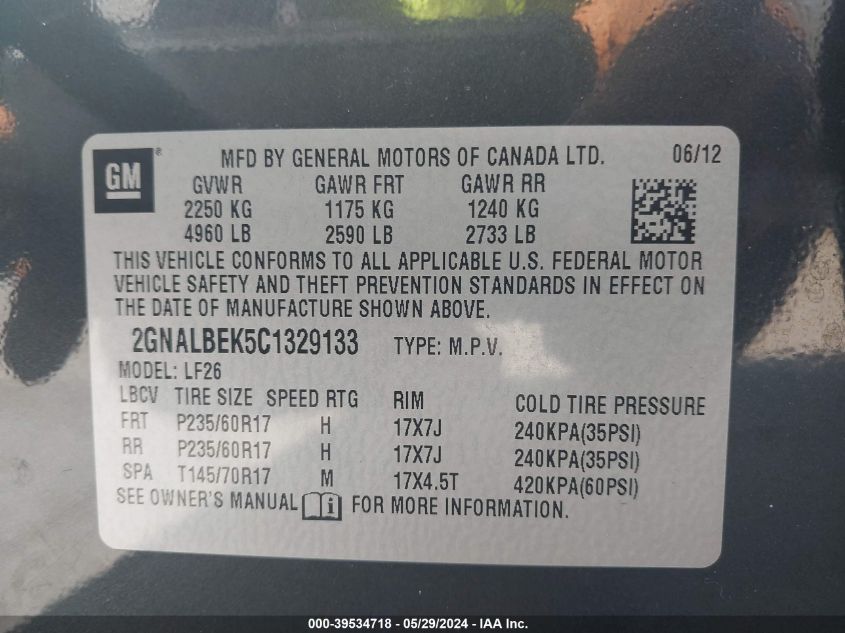 GM ® MFD BY GENERAL MOTORS OF CANADA LTD. 06/12
GVWR GAWR FRT GAWR RR
2250 KG 1175 KG 1240 KG
4960 LB 2590 LB 2733 LB
THIS VEHICLE CONFORMS TO ALL APPLICABLE U.S. FEDERAL MOTOR
VEHICLE SAFETY AND THEFT PREVENTION STANDARDS IN EFFECT ON
THE DATE OF MANUFACTURE SHOWN ABOVE.
2GNALBEK5C1329133 TYPE: M.P.V.
MODEL: LF26
LBCV TIRE SIZE SPEED RTG RIM COLD TIRE PRESSURE
FRT P235/60R17 H 17X7J 240KPA(35PSI)
RR P235/60R17 H 17X7J 240KPA(35PSI)
SPA T145/70R17 M 17X4.5T 420KPA(60PSI)
SEE OWNER'S MANUAL i FOR MORE INFORMATION.
000-39534718 - 05/29/2024 - IAA Inc.